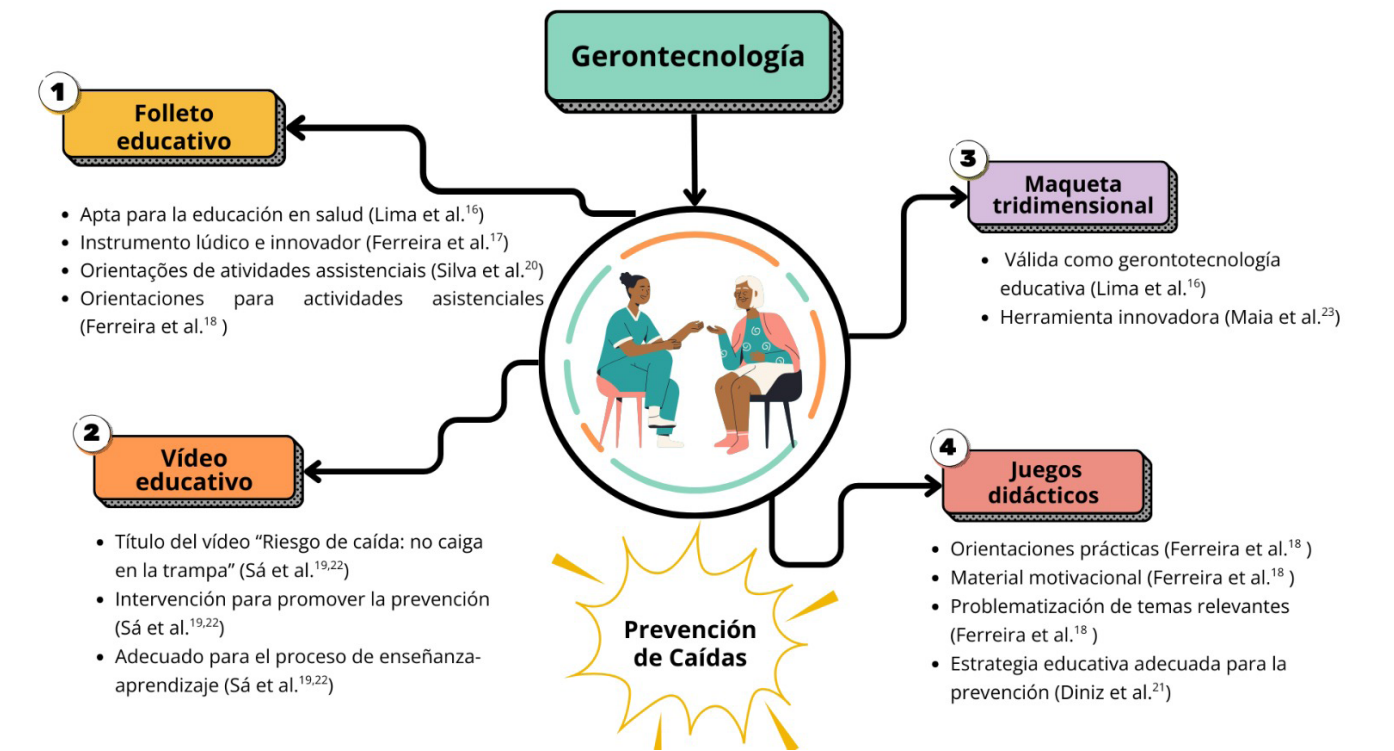 Gerontecnología
1
Folleto
educativo
• Apta para la educación en salud (Lima et al.16)
• Instrumento lúdico e innovador (Ferreira et al.17)
• Orientações de atividades assistenciais (Silva et al.20)
• Orientaciones para actividades asistenciales
(Ferreira et al.18 )
2
Vídeo
educativo
• Título del vídeo “Riesgo de caída: no caiga
en la trampa” (Sá et al.19,22)
• Intervención para promover la prevención
(Sá et al.19,22)
• Adecuado para el proceso de enseñanza-
aprendizaje (Sá et al.19,22)
3
Maqueta
tridimensional
• Válida como gerontotecnología
educativa (Lima et al.16)
• Herramienta innovadora (Maia et al.23)
4
Juegos
didácticos
• Orientaciones prácticas (Ferreira et al.18 )
• Material motivacional (Ferreira et al.18 )
• Problematización de temas relevantes
(Ferreira et al.18 )
• Estrategia educativa adecuada para la
prevención (Diniz et al.21)
Prevención
de Caídas